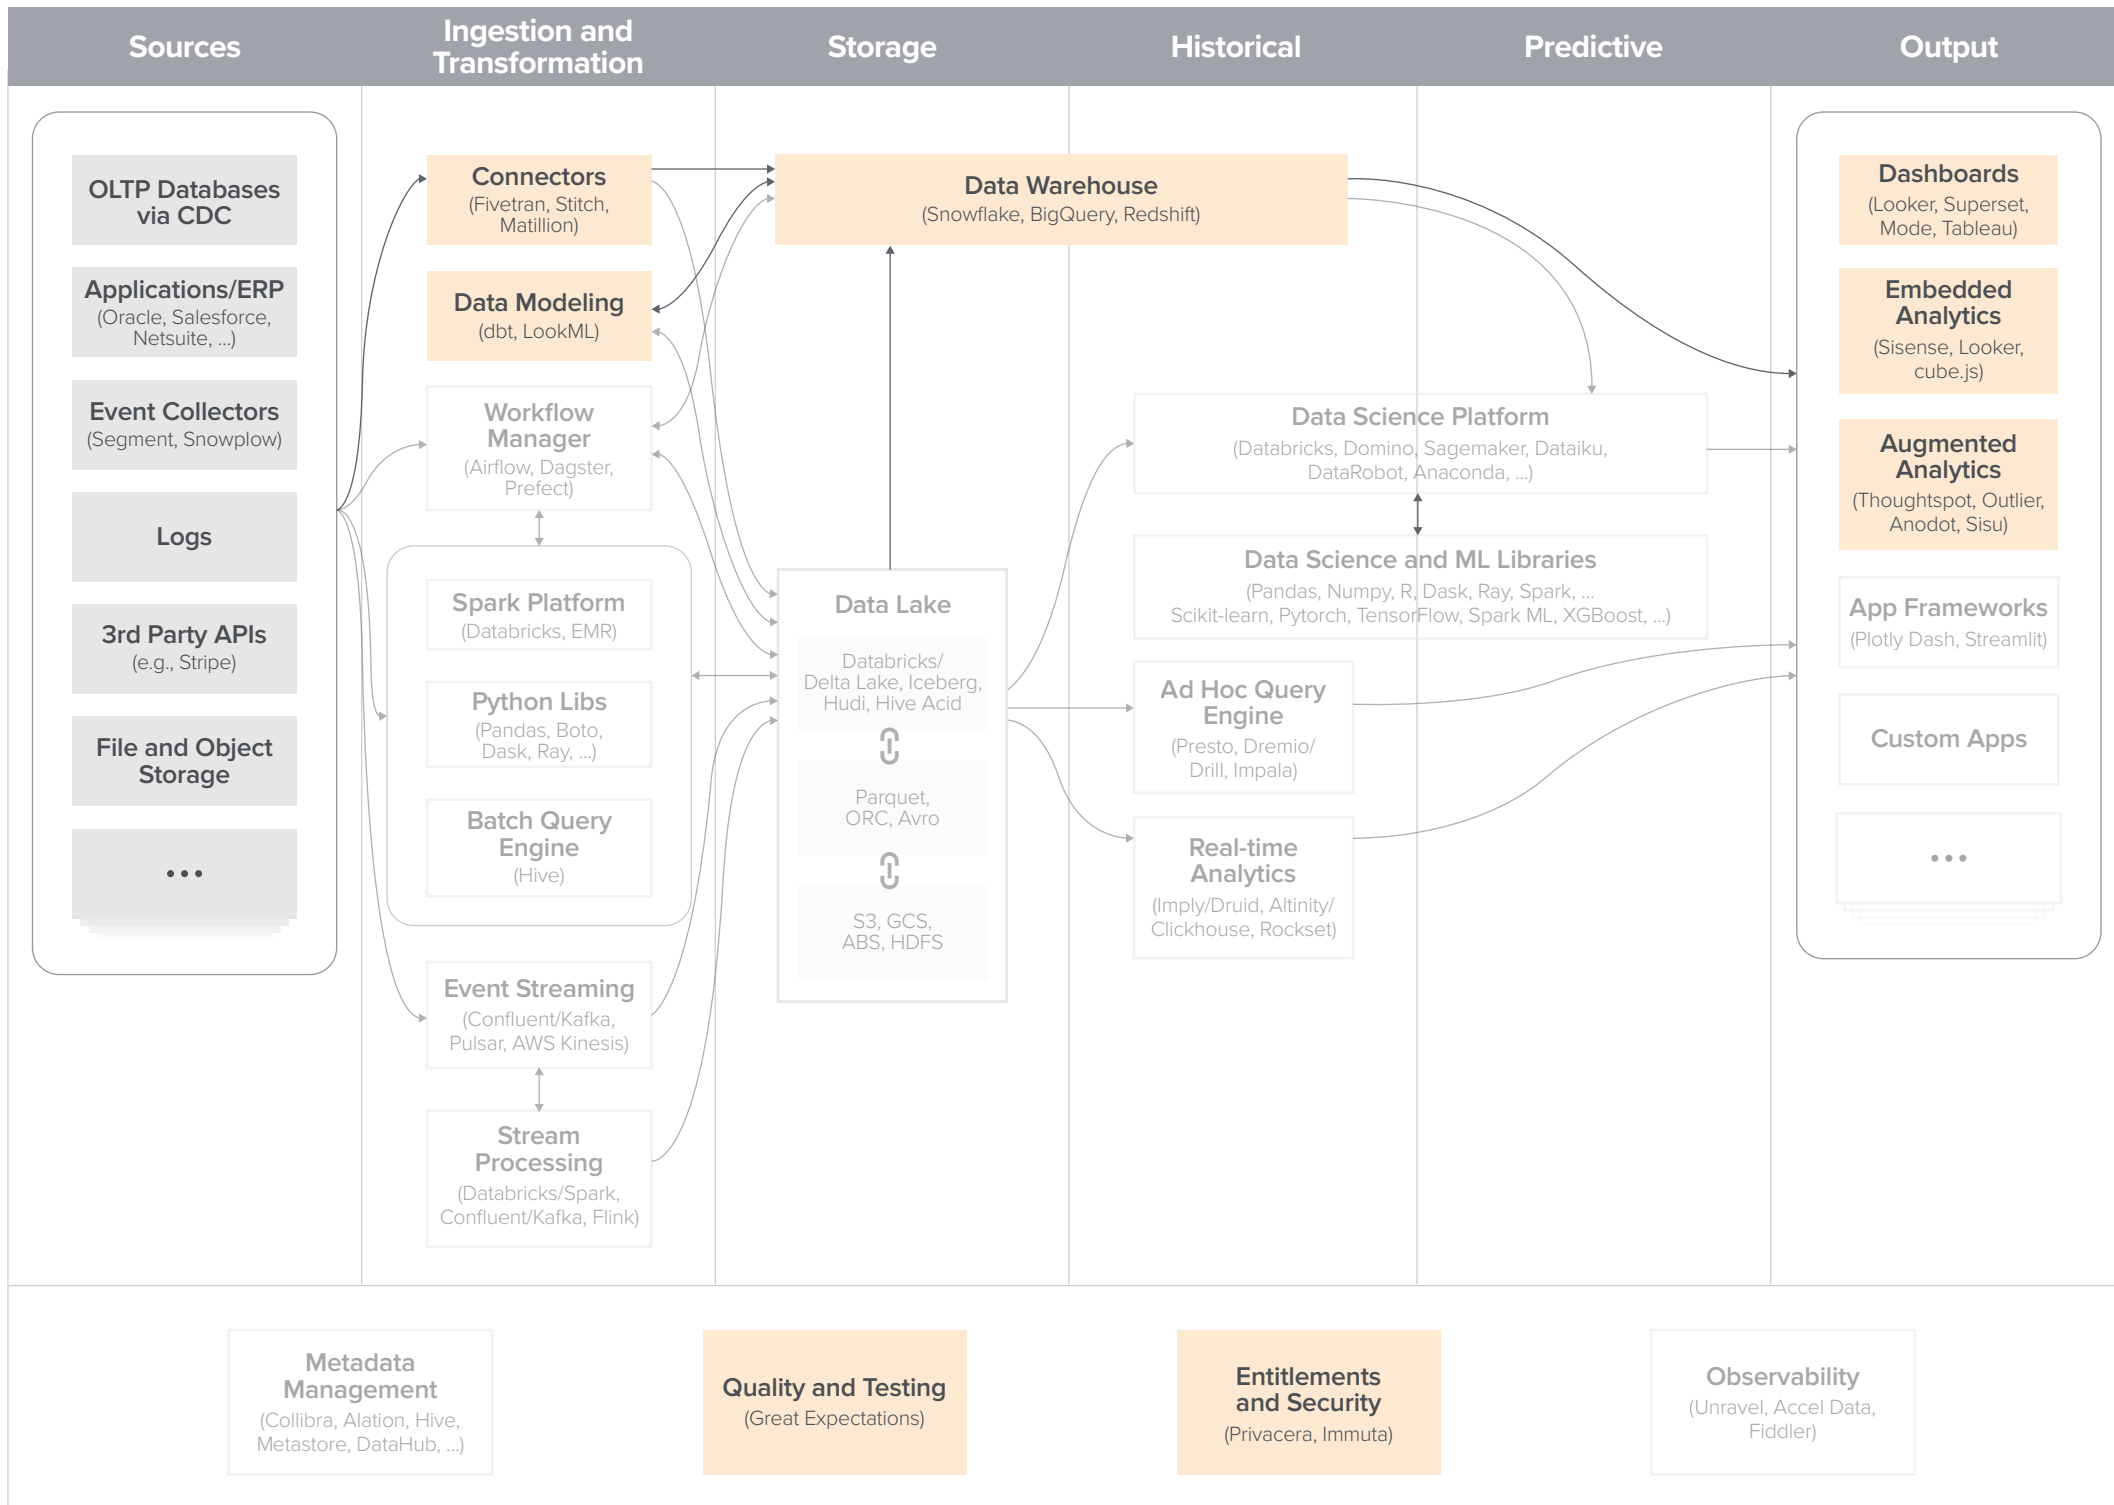 Sources
Ingestion and
Transformation
Storage
Historical
Predictive
Output
OLTP Databases
via CDC
Applications/ERP
(Oracle, Salesforce,
Netsuite, ...)
Event Collectors
(Segment, Snowplow)
Logs
3rd Party APIs
(e.g., Stripe)
File and Object
Storage
•••
Connectors
(Fivetran, Stitch,
Matillion)
Data Modeling
(dbt, LookML)
Workflow
Manager
(Airflow, Dagster,
Prefect)
Spark Platform
(Databricks, EMR)
Python Libs
(Pandas, Boto,
Dask, Ray, ...)
Batch Query
Engine
(Hive)
Event Streaming
(Confluent/Kafka,
Pulsar, AWS Kinesis)
Stream
Processing
(Databricks/Spark,
Confluent/Kafka, Flink)
Data Warehouse
(Snowflake, BigQuery, Redshift)
Data Lake
Databricks/
Delta Lake, Iceberg,
Hudi, Hive Acid
Parquet,
ORC, Avro
S3, GCS,
ABS, HDFS
Data Science Platform
(Databricks, Domino, Sagemaker, Dataiku,
DataRobot, Anaconda, ...)
Data Science and ML Libraries
(Pandas, Numpy, R, Dask, Ray, Spark, ...
Scikit-learn, Pytorch, TensorFlow, Spark ML, XGBoost, ...)
Ad Hoc Query
Engine
(Presto, Dremio/
Drill, Impala)
Real-time
Analytics
(Imply/Druid, Altinity/
Clickhouse, Rockset)
Dashboards
(Looker, Superset,
Mode, Tableau)
Embedded
Analytics
(Sisense, Looker,
cube.js)
Augmented
Analytics
(Thoughtspot, Outlier,
Anodot, Sisu)
App Frameworks
(Plotly Dash, Streamlit)
Custom Apps
•••
Metadata
Management
(Collibra, Alation, Hive,
Metastore, DataHub, ...)
Quality and Testing
(Great Expectations)
Entitlements
and Security
(Privacera, Immuta)
Observability
(Unravel, Accel Data,
Fiddler)